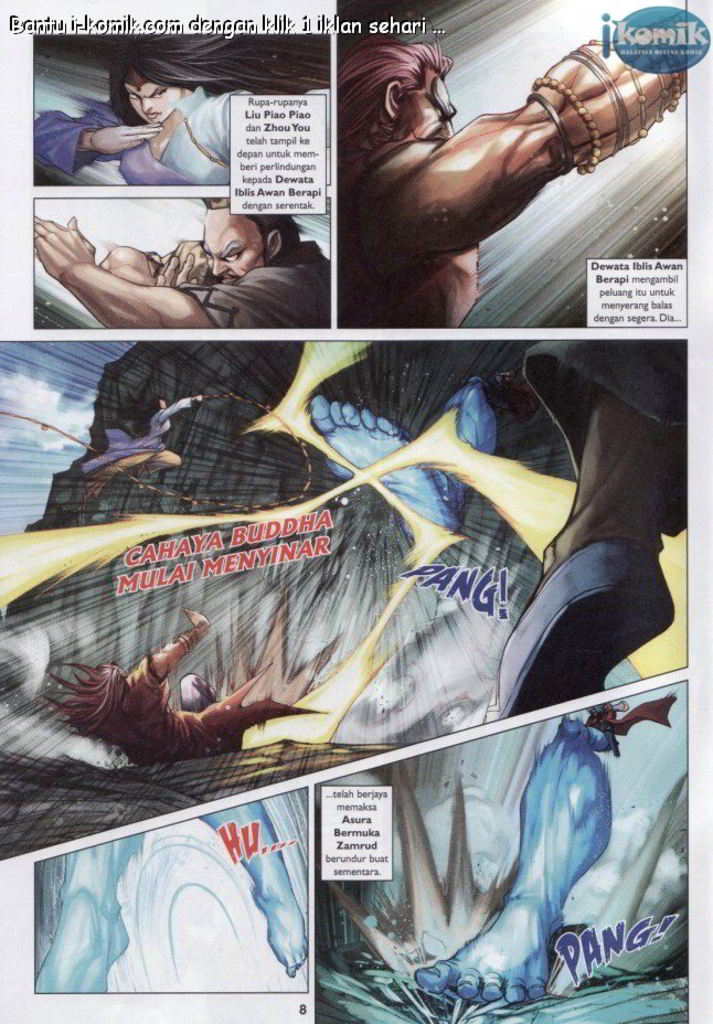 Bantu i-komik.com dengan klik 1 iklan sehari ...
ikomik
MALAYSIA ONLINE KOMIK
Rupa-rupanya
Liu Piao Piao
dan Zhou You
telah tampil ke
depan untuk mem-
beri perlindungan
kepada Dewata
Iblis Awan Berapi
dengan serentak.
Dewata Iblis Awan
Berapi mengambil
peluang itu untuk
menyerang balas
dengan segera. Dia...
CAHAYA BUDDHA
MULAI MENYINAR
PANG!
HU....
...telah berjaya
memaksa
Asura
Bermuka
Zamrud
berundur buat
sementara.
PANG!
8